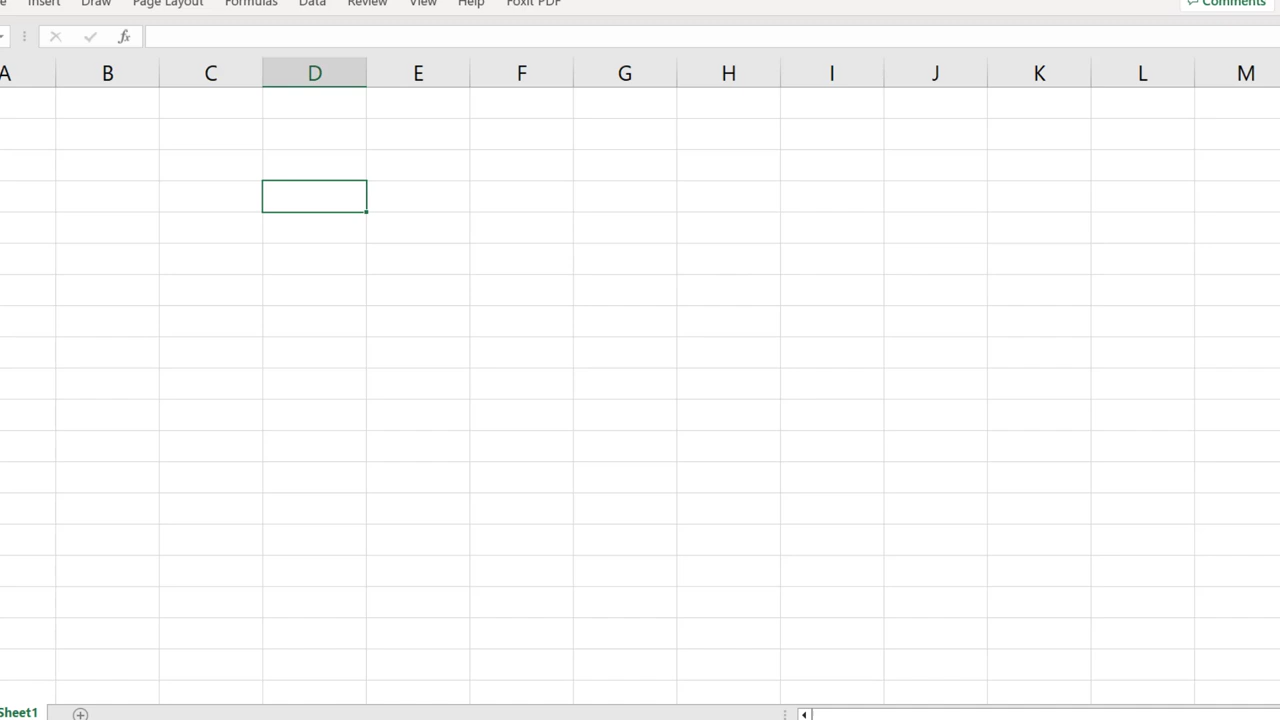 Insert Draw Page Layout Formulas Data Review View Help Foxit PDF Comments
fx
A B C D E F G H I J K L M
Sheet1